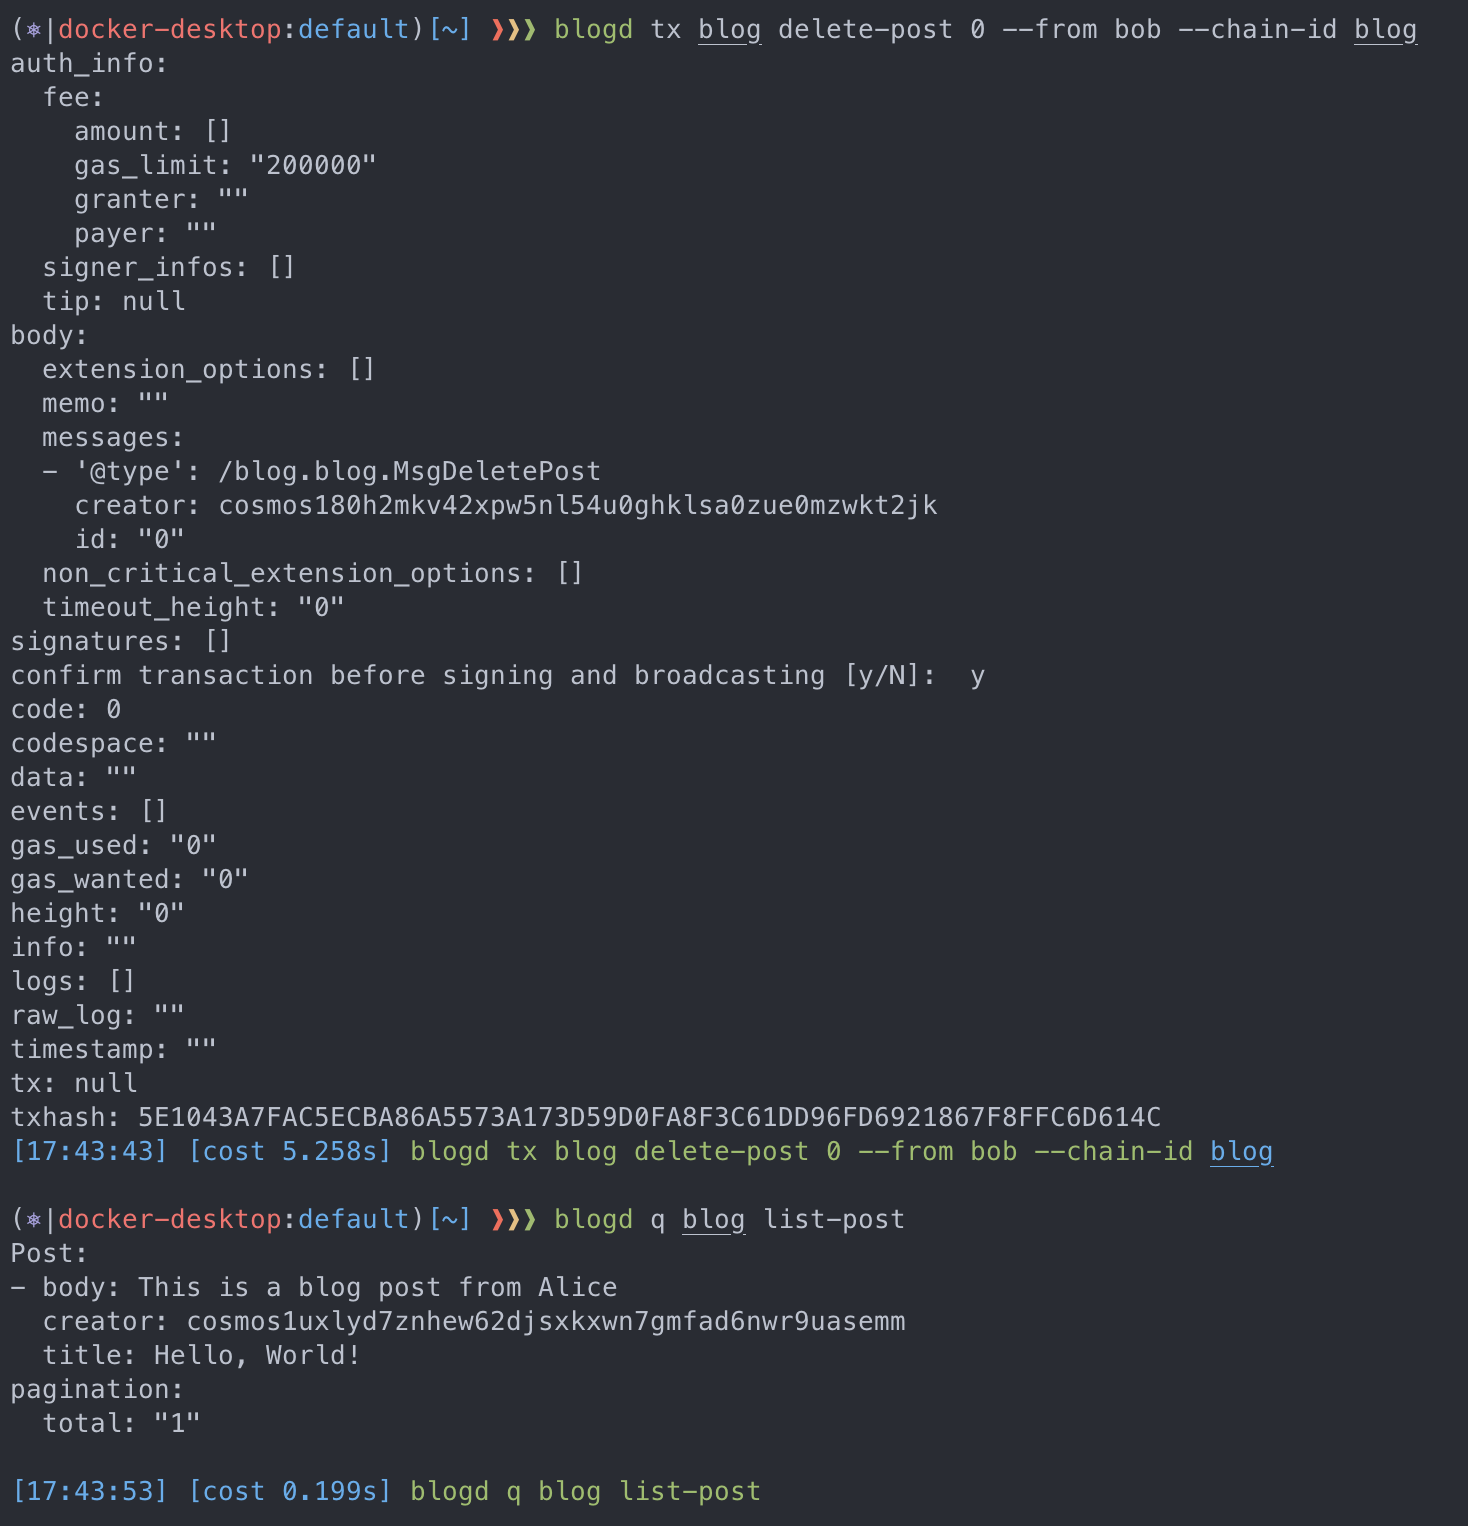 (⎈|docker-desktop:default)[~] ❯❯❯ blogd tx blog delete-post 0 --from bob --chain-id blog
auth_info:
  fee:
    amount: []
    gas_limit: "200000"
    granter: ""
    payer: ""
  signer_infos: []
  tip: null
body:
  extension_options: []
  memo: ""
  messages:
  - '@type': /blog.blog.MsgDeletePost
    creator: cosmos180h2mkv42xpw5nl54u0ghklsa0zue0mzwkt2jk
    id: "0"
  non_critical_extension_options: []
  timeout_height: "0"
signatures: []
confirm transaction before signing and broadcasting [y/N]:  y
code: 0
codespace: ""
data: ""
events: []
gas_used: "0"
gas_wanted: "0"
height: "0"
info: ""
logs: []
raw_log: ""
timestamp: ""
tx: null
txhash: 5E1043A7FAC5ECBA86A5573A173D59D0FA8F3C61DD96FD6921867F8FFC6D614C
[17:43:43] [cost 5.258s] blogd tx blog delete-post 0 --from bob --chain-id blog

(⎈|docker-desktop:default)[~] ❯❯❯ blogd q blog list-post
Post:
- body: This is a blog post from Alice
  creator: cosmos1uxlyd7znhew62djsxkxwn7gmfad6nwr9uasemm
  title: Hello, World!
pagination:
  total: "1"

[17:43:53] [cost 0.199s] blogd q blog list-post